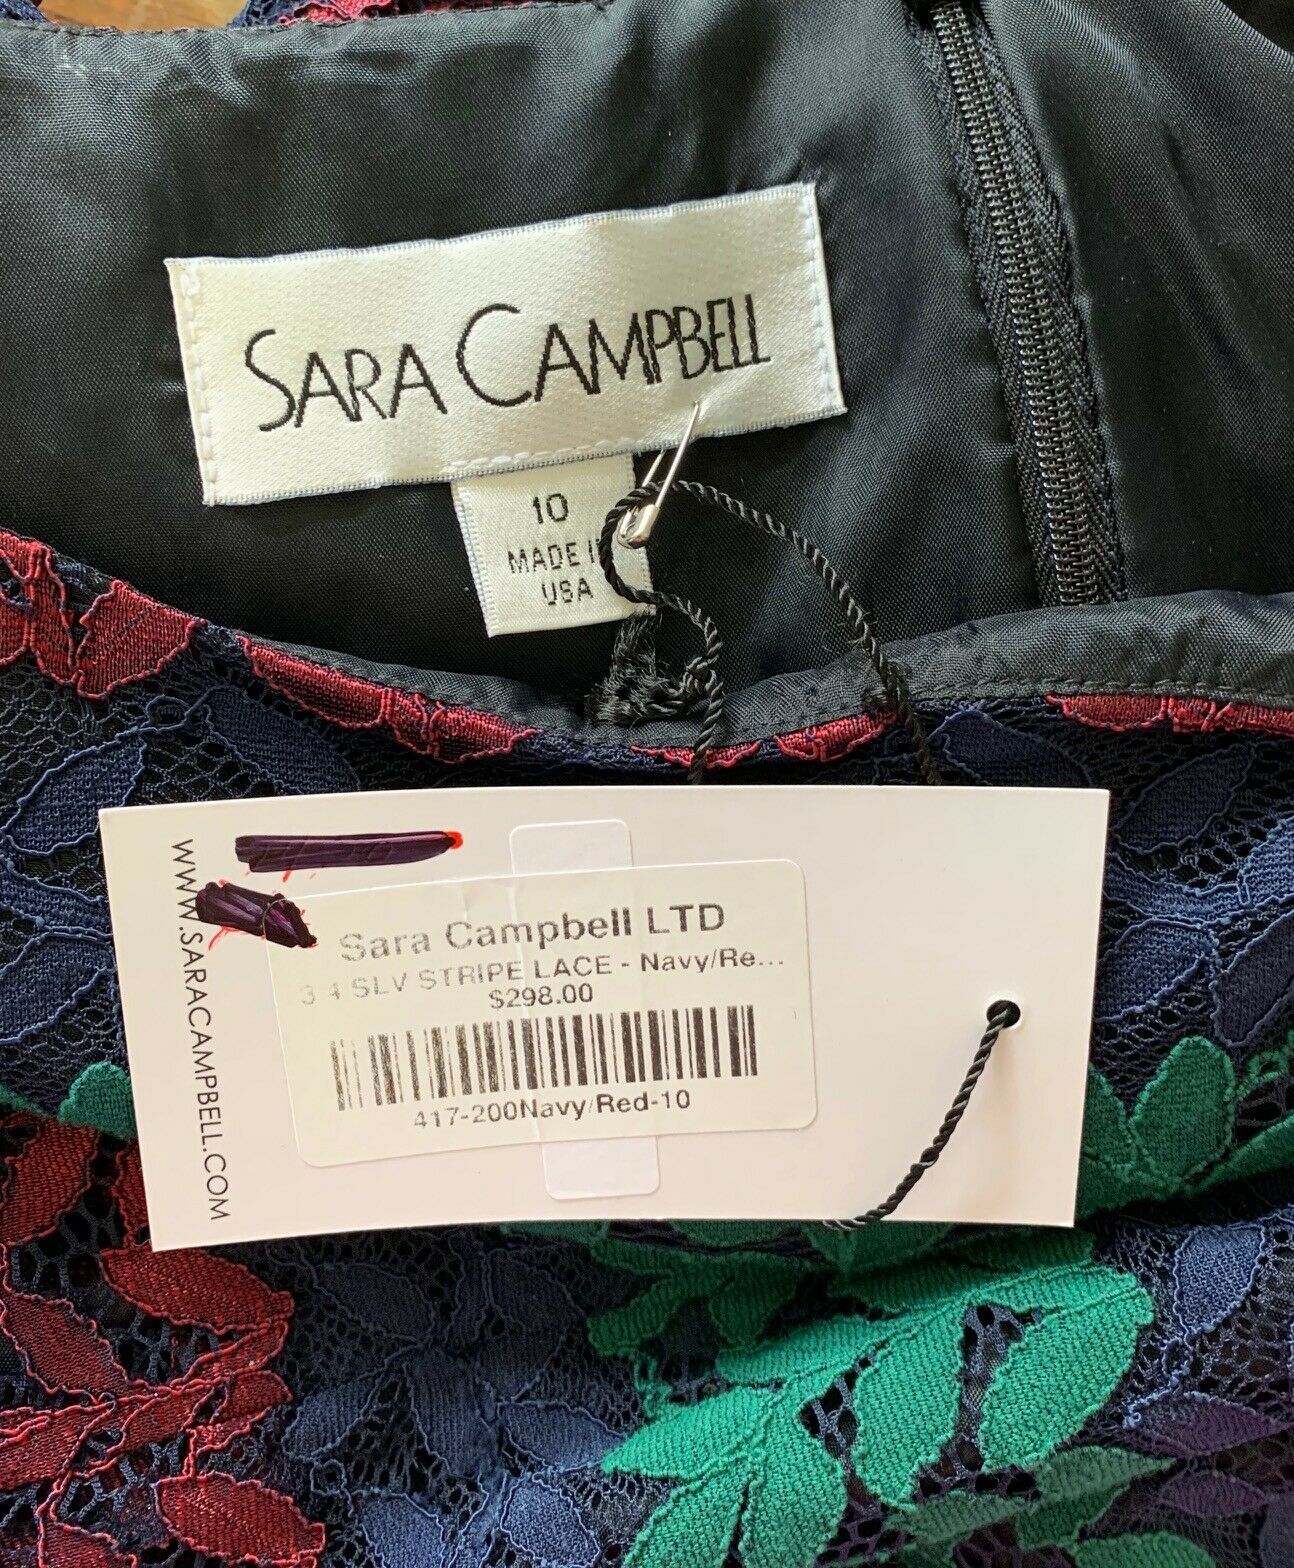 SARA CAMPBELL
10
MADE I
USA
WWW.SARACAMPBELL.COM
Sara Campbell LTD
3 4 SLV STRIPE LACE - Navy/Re...
$298.00
417-200Navy/Red-10